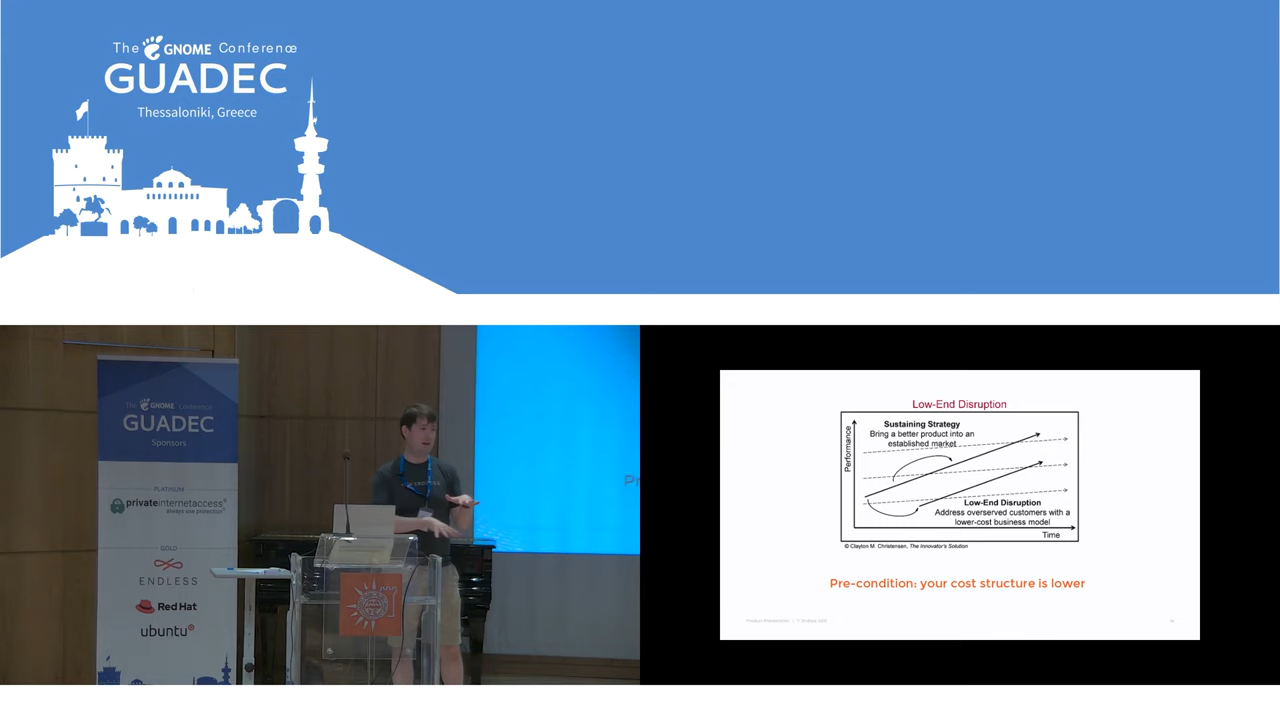 The GNOME Conference
GUADEC
Thessaloniki, Greece
The GNOME Conference
GUADEC
Sponsors
PLATINUM
privateinternetaccess®
always use protection®
GOLD
ENDLESS
Red Hat
ubuntu®
Pr
Low-End Disruption
Sustaining Strategy
Bring a better product into an
established market
Performance
Low-End Disruption
Address overserved customers with a
lower-cost business model
Time
© Clayton M. Christensen, The Innovator's Solution
Pre-condition: your cost structure is lower